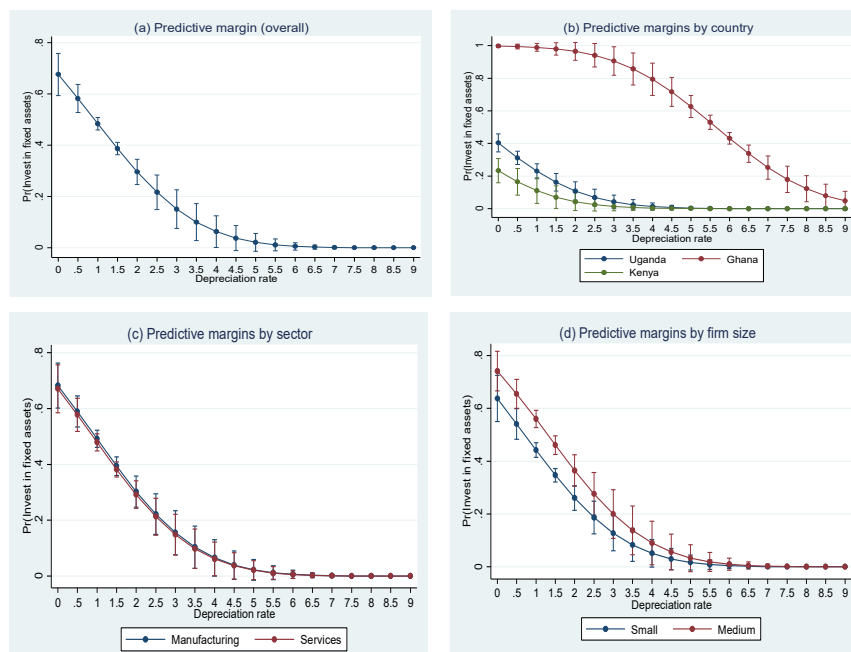 (a) Predictive margin (overall)
Pr(Invest in fixed assets)
.8
.6
.4
.2
0
0 .5 1 1.5 2 2.5 3 3.5 4 4.5 5 5.5 6 6.5 7 7.5 8 8.5 9
Depreciation rate
(b) Predictive margins by country
Pr(Invest in fixed assets)
1
.8
.6
.4
.2
0
0 .5 1 1.5 2 2.5 3 3.5 4 4.5 5 5.5 6 6.5 7 7.5 8 8.5 9
Depreciation rate
Uganda Ghana
Kenya
(c) Predictive margins by sector
Pr(Invest in fixed assets)
.8
.6
.4
.2
0
0 .5 1 1.5 2 2.5 3 3.5 4 4.5 5 5.5 6 6.5 7 7.5 8 8.5 9
Depreciation rate
Manufacturing Services
(d) Predictive margins by firm size
Pr(Invest in fixed assets)
.8
.6
.4
.2
0
0 .5 1 1.5 2 2.5 3 3.5 4 4.5 5 5.5 6 6.5 7 7.5 8 8.5 9
Depreciation rate
Small Medium